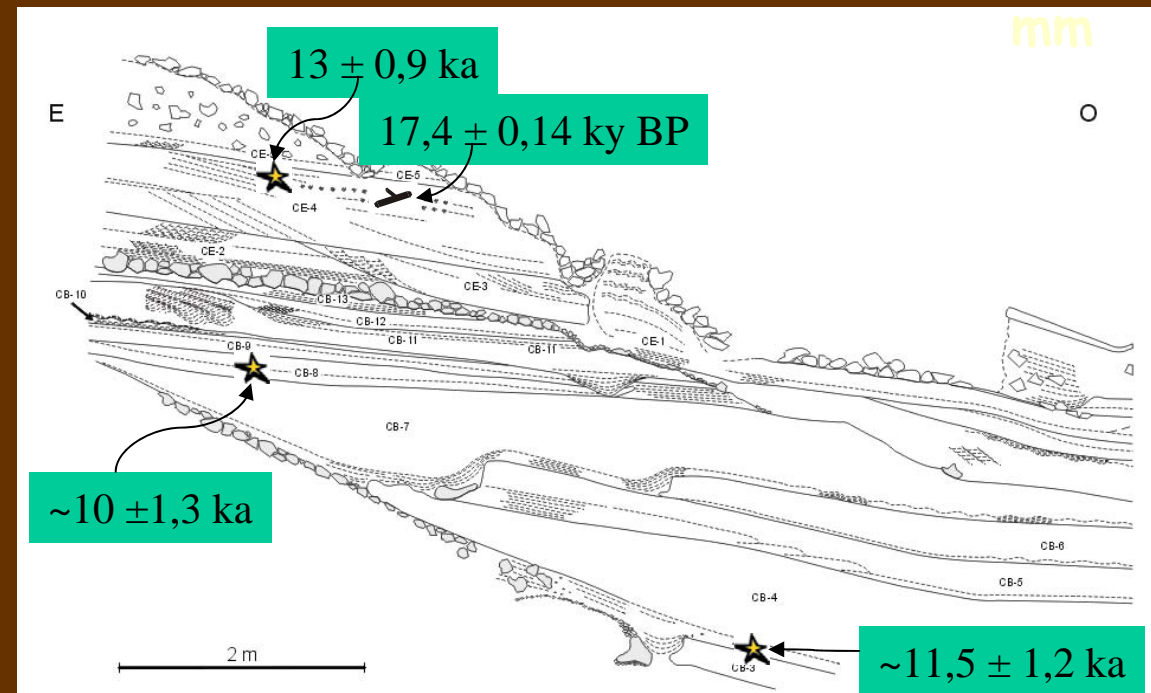 mm
13 ± 0,9 ka
17,4 ± 0,14 ky BP
E
O
CE-5
CE-4
CE-2
CE-3
CB-10
CB-13
CB-12
CB-11
CB-11
CE-1
CB-9
CB-8
CB-7
~10 ±1,3 ka
CB-6
CB-5
CB-4
2 m
CB-3
~11,5 ± 1,2 ka